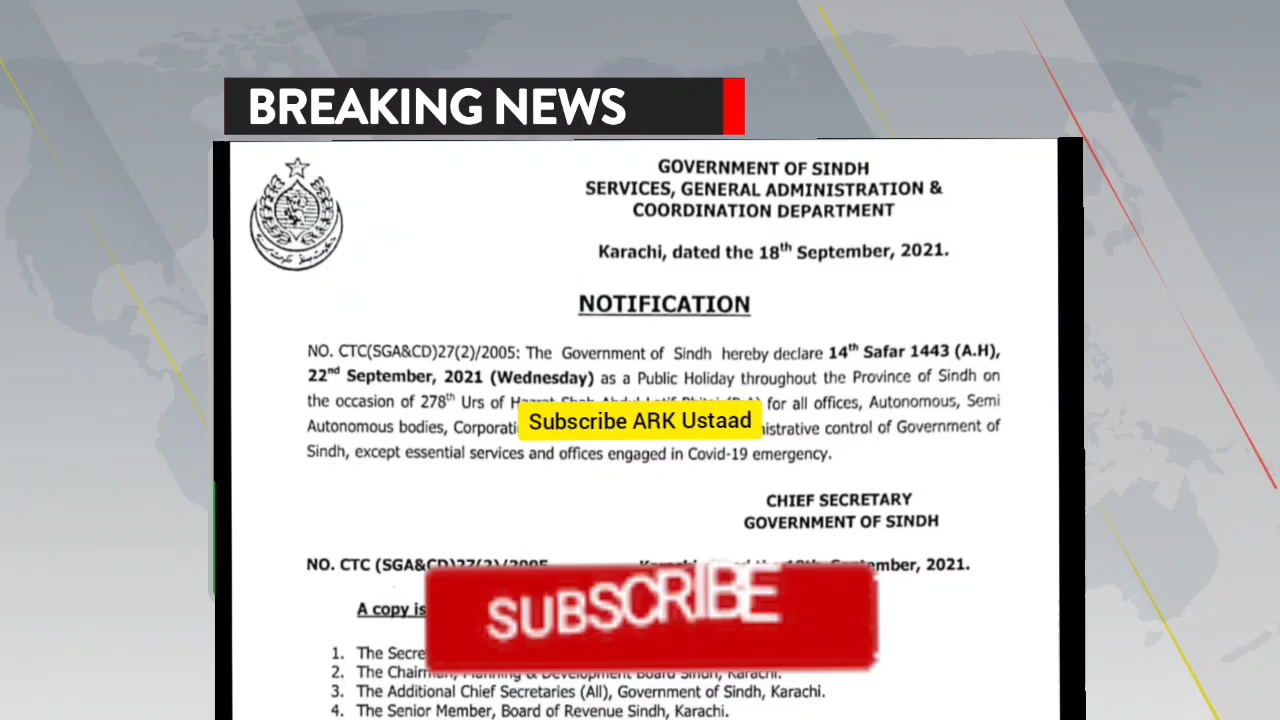 BREAKING NEWS
GOVERNMENT OF SINDH
SERVICES, GENERAL ADMINISTRATION &
COORDINATION DEPARTMENT
Karachi, dated the 18th September, 2021.
NOTIFICATION
NO. CTC(SGA&CD)27(2)/2005: The Government of Sindh hereby declare 14th Safar 1443 (A.H),
22nd September, 2021 (Wednesday) as a Public Holiday throughout the Province of Sindh on
the occasion of 278th Urs of for all offices, Autonomous, Semi
Subscribe ARK Ustaad
Autonomous bodies, control of Government of
Sindh, except essential services and offices engaged in Covid-19 emergency.
CHIEF SECRETARY
GOVERNMENT OF SINDH
NO. CTC 2021.
SUBSCRIBE
A copy is
1. The
2. The Development Board Sindh, Karachi.
3. The Additional Chief Secretaries (All), Government of Sindh, Karachi.
4. The Senior Member, Board of Revenue Sindh, Karachi.